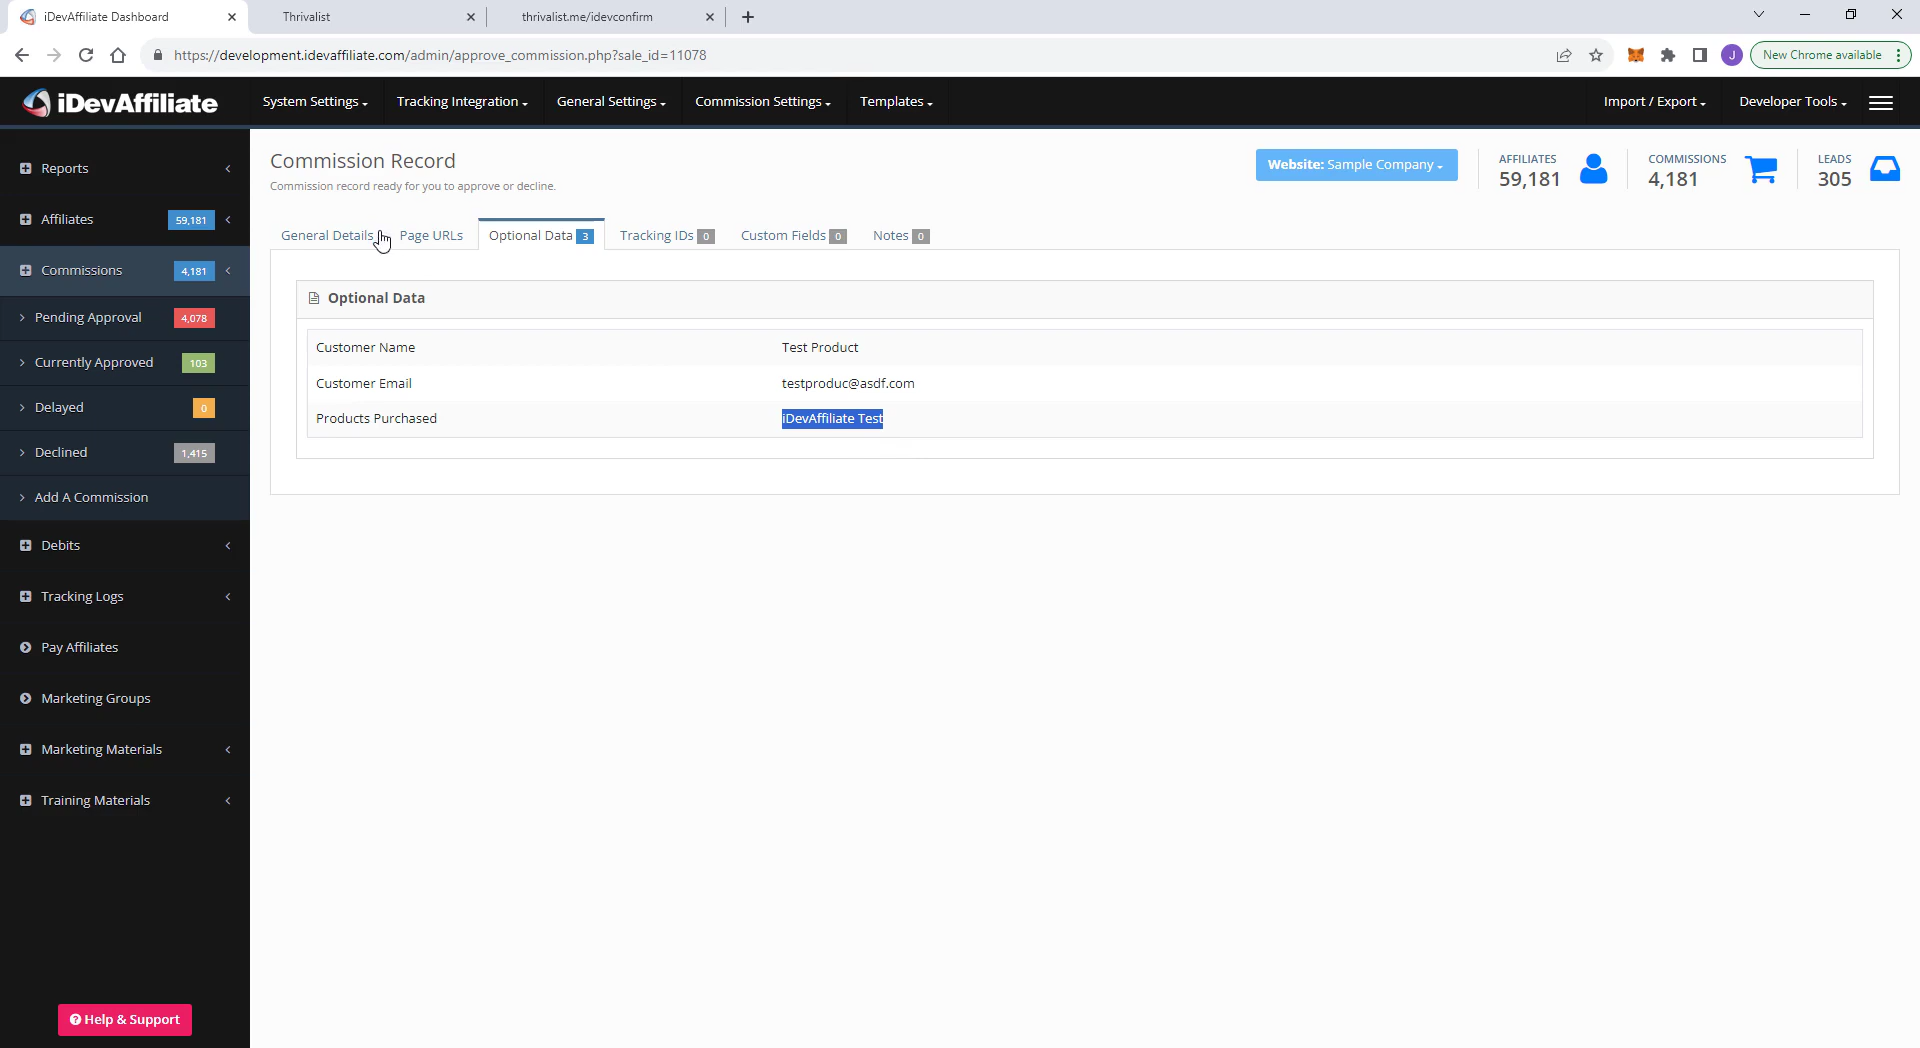 iDevAffiliate Dashboard
Thrivalist
thrivalist.me/idevconfirm
https://development.idevaffiliate.com/admin/approve_commission.php?sale_id=11078
J
New Chrome available
iDevAffiliate
System Settings
Tracking Integration
General Settings
Commission Settings
Templates
Import / Export
Developer Tools
Reports
Affiliates 59,181
Commissions 4,181
Pending Approval 4,078
Currently Approved 103
Delayed 0
Declined 1,415
Add A Commission
Debits
Tracking Logs
Pay Affiliates
Marketing Groups
Marketing Materials
Training Materials
Help & Support
Commission Record
Commission record ready for you to approve or decline.
Website: Sample Company
AFFILIATES
59,181
COMMISSIONS
4,181
LEADS
305
General Details
Page URLs
Optional Data 3
Tracking IDs 0
Custom Fields 0
Notes 0
Optional Data
Customer Name Test Product
Customer Email testproduc@asdf.com
Products Purchased iDevAffiliate Test